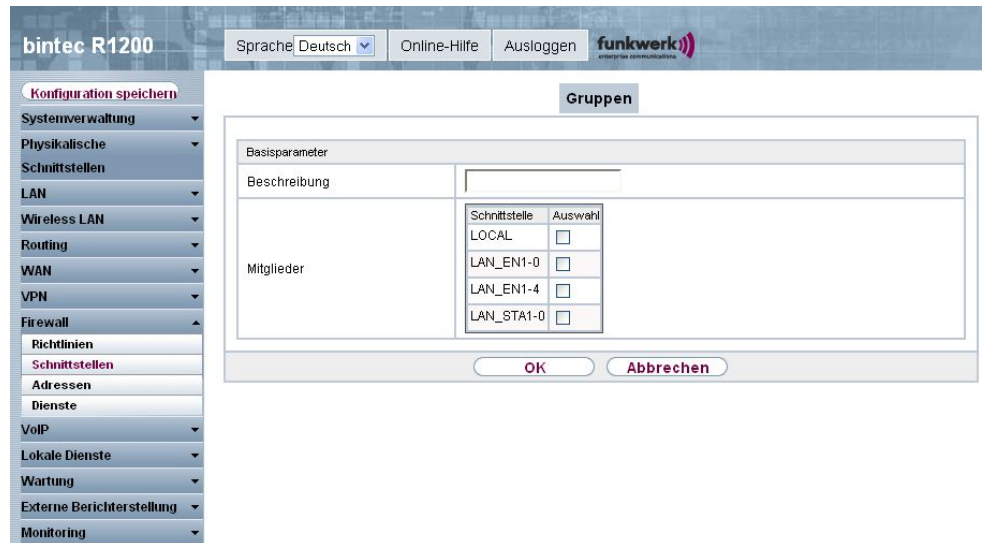 bintec R1200
Sprache Deutsch
Online-Hilfe
Ausloggen
funkwerk
enterprise communications
Konfiguration speichern
Systemverwaltung
Physikalische
Schnittstellen
LAN
Wireless LAN
Routing
WAN
VPN
Firewall
Richtlinien
Schnittstellen
Adressen
Dienste
VoIP
Lokale Dienste
Wartung
Externe Berichterstellung
Monitoring
Gruppen
Basisparameter
Beschreibung
Mitglieder
Schnittstelle Auswahl
LOCAL
LAN_EN1-0
LAN_EN1-4
LAN_STA1-0
OK
Abbrechen